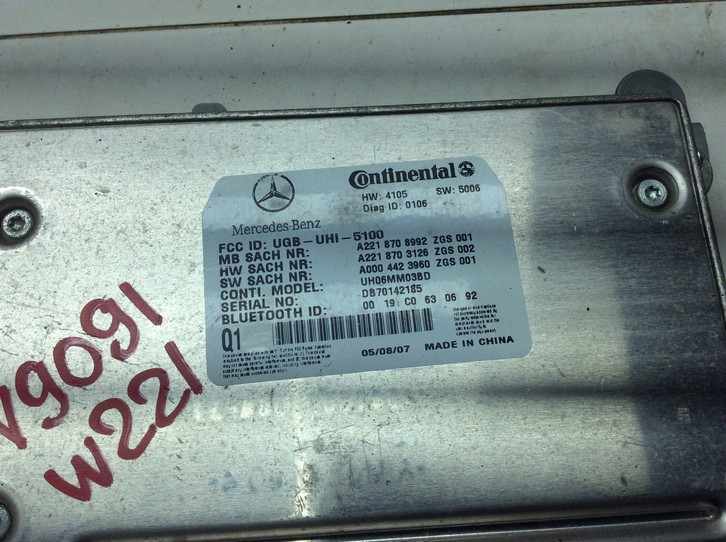 Continental
HW: 4105 SW: 5006
Diag ID: 0106
Mercedes-Benz
FCC ID: UGB-UHI-5100
MB SACH NR: A221 870 8992 ZGS 001
HW SACH NR: A221 870 3126 ZGS 002
SW SACH NR: A000 442 3960 ZGS 001
CONTI. MODEL: UH06MM03BD
SERIAL NO: DB70142185
BLUETOOTH ID: 00 19: C0 63 06 92
Q1
05/08/07 MADE IN CHINA
V9091
W221